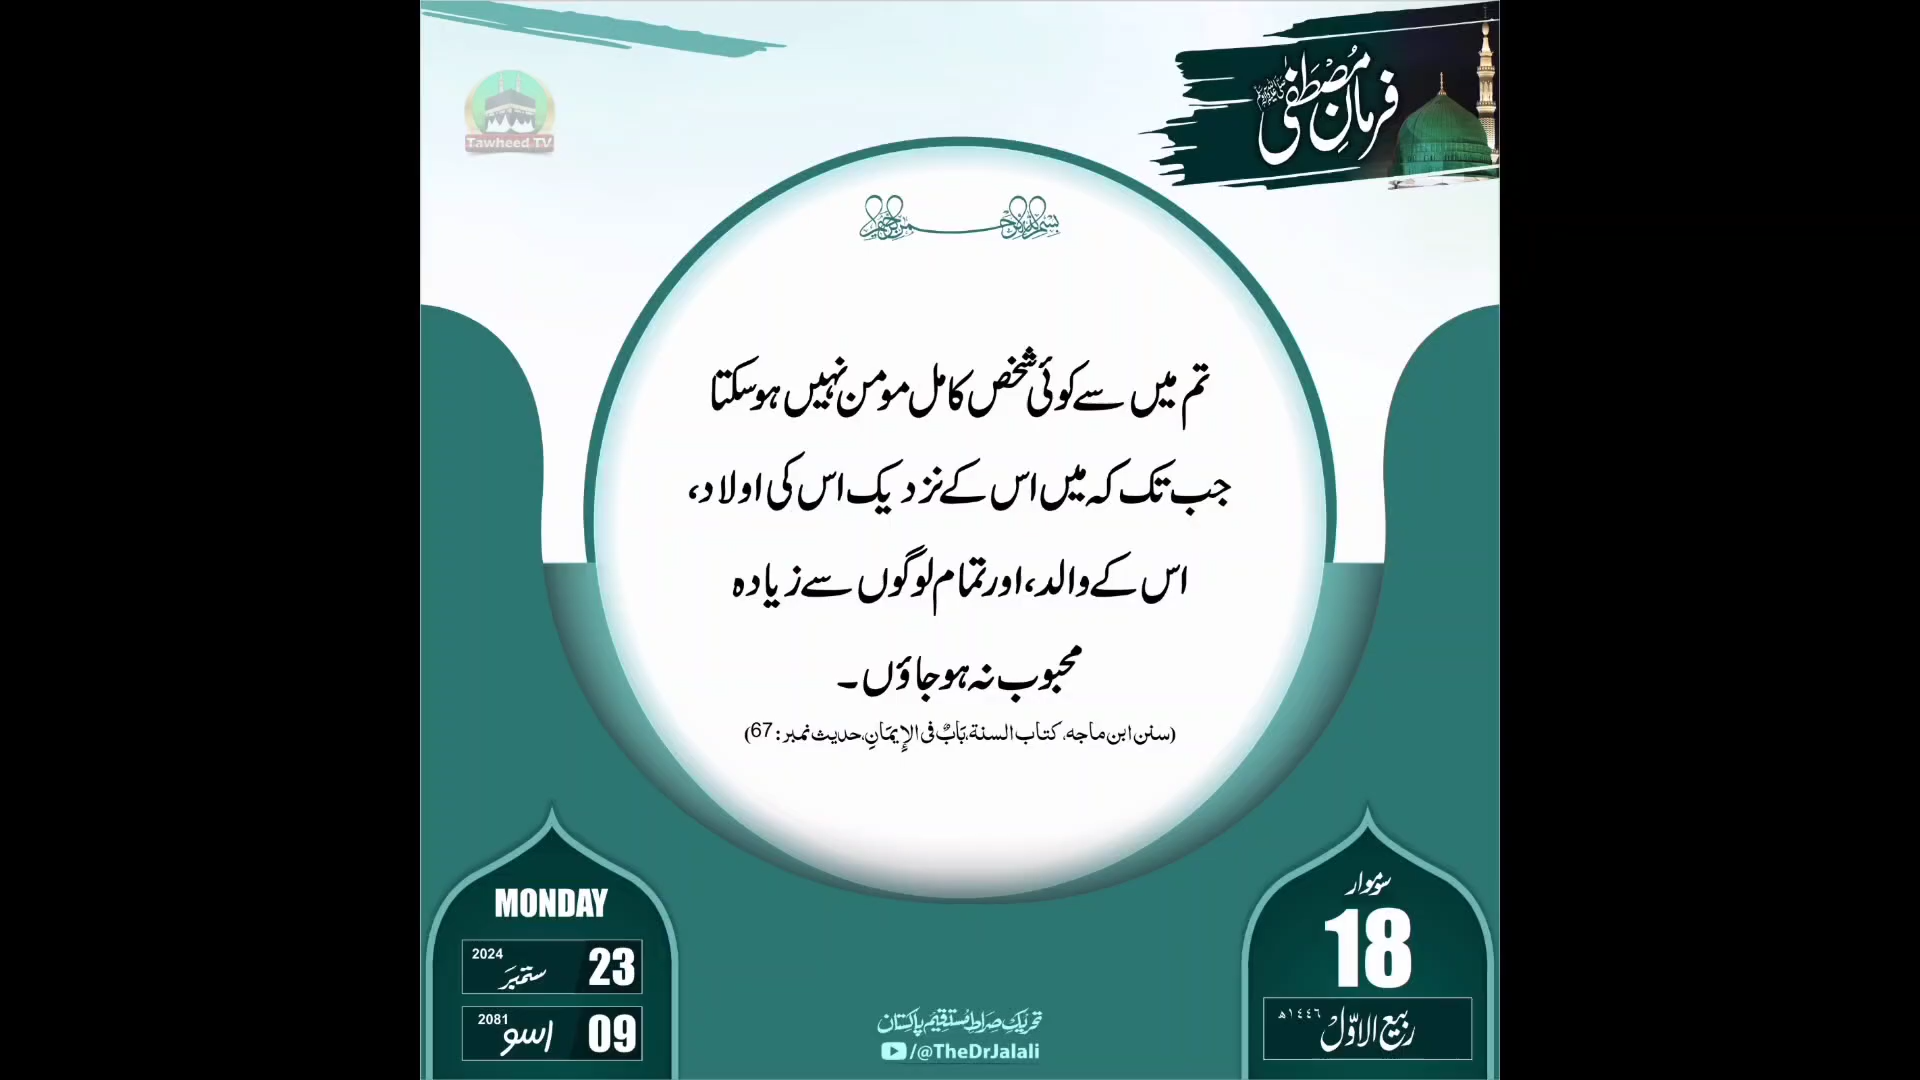 Tawheed TV
فرمانِ مُصْطَفٰی ﷺ
بسم اللہ الرحمن الرحیم
تم میں سے کوئی شخص کامل مومن نہیں ہو سکتا
جب تک کہ میں اس کے نزدیک اس کی اولاد،
اس کے والد، اور تمام لوگوں سے زیادہ
محبوب نہ ہو جاؤں ۔
(سنن ابن ماجه، کتاب السنة، بَابٌ فی الإِیمَانِ، حدیث نمبر: 67)
MONDAY
23 ستمبر 2024
09 اسو 2081
سوموار
18
ربیع الاوّل ١٤٤٦ھ
تحریک صراط مستقیم پاکستان
/@TheDrJalali